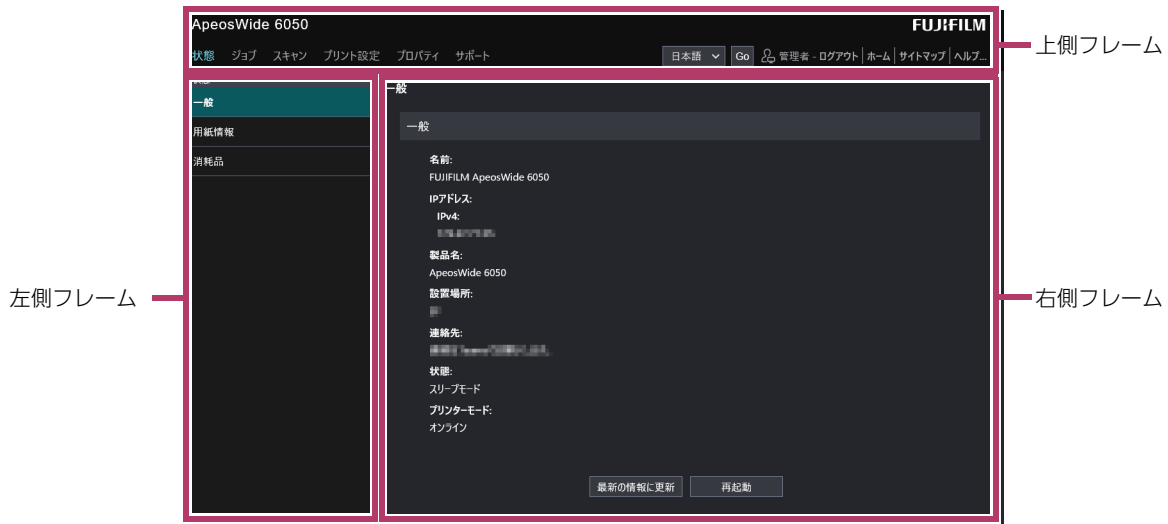 ApeosWide 6050
FUJIFILM
状態 ジョブ スキャン プリント設定 プロパティ サポート
日本語 Go 管理者 - ログアウト ホーム サイトマップ ヘルプ...
上側フレーム
一般
用紙情報
消耗品
左側フレーム
一般
一般
名前:
FUJIFILM ApeosWide 6050
IPアドレス:
IPv4:
製品名:
ApeosWide 6050
設置場所:
連絡先:
状態:
スリープモード
プリンターモード:
オンライン
最新の情報に更新 再起動
右側フレーム